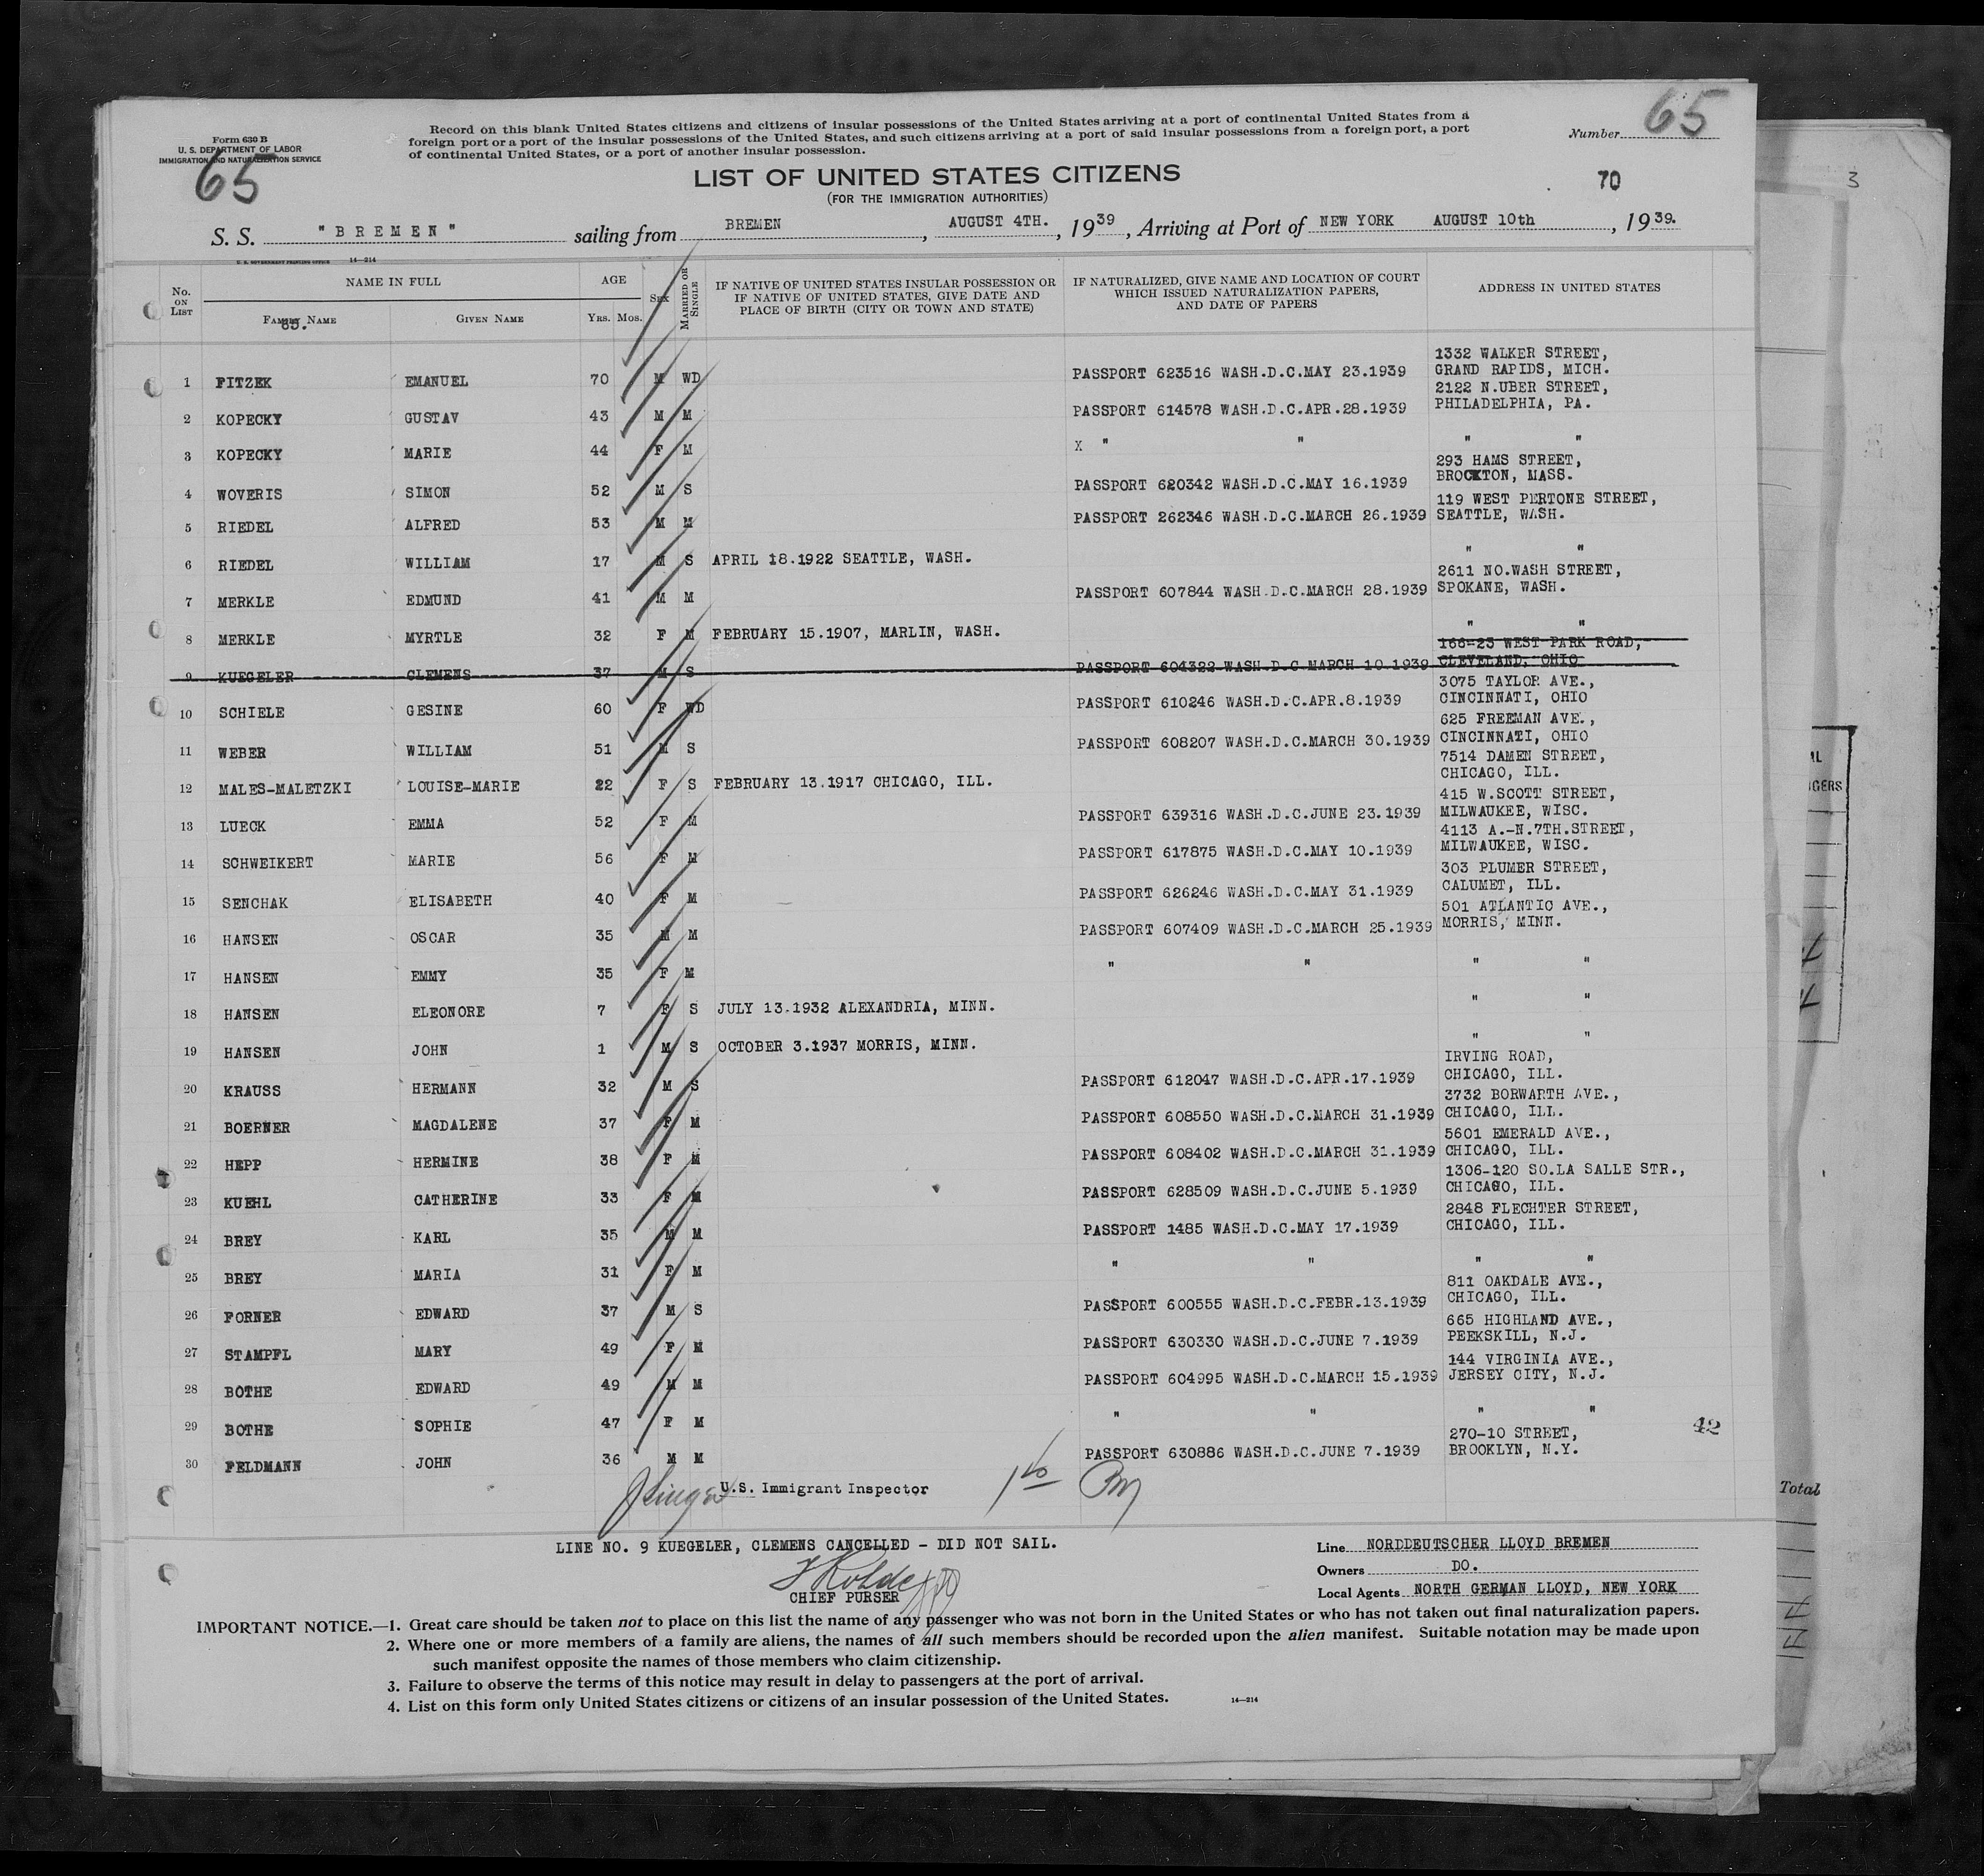 Form 630 B
U. S. DEPARTMENT OF LABOR
IMMIGRATION AND NATURALIZATION SERVICE
65
Record on this blank United States citizens and citizens of insular possessions of the United States arriving at a port of continental United States from a
foreign port or a port of the insular possessions of the United States, and such citizens arriving at a port of said insular possessions from a foreign port, a port
of continental United States, or a port of another insular possession.
Number 65
LIST OF UNITED STATES CITIZENS
(FOR THE IMMIGRATION AUTHORITIES)
70
S. S. "BREMEN" sailing from BREMEN, AUGUST 4TH., 1939, Arriving at Port of NEW YORK AUGUST 10th, 1939.
U. S. GOVERNMENT PRINTING OFFICE 14—214
No. ON LIST NAME IN FULL AGE SEX MARRIED OR SINGLE IF NATIVE OF UNITED STATES INSULAR POSSESSION OR IF NATIVE OF UNITED STATES, GIVE DATE AND PLACE OF BIRTH (CITY OR TOWN AND STATE) IF NATURALIZED, GIVE NAME AND LOCATION OF COURT WHICH ISSUED NATURALIZATION PAPERS, AND DATE OF PAPERS ADDRESS IN UNITED STATES
FAMILY NAME GIVEN NAME YRS. MOS.
65.
1 FITZEK EMANUEL 70 M WD PASSPORT 623516 WASH.D.C.MAY 23.1939 1332 WALKER STREET, GRAND RAPIDS, MICH.
2 KOPECKY GUSTAV 43 M M PASSPORT 614578 WASH.D.C.APR.28.1939 2122 N.UBER STREET, PHILADELPHIA, PA.
3 KOPECKY MARIE 44 F M X " " " "
4 WOVERIS SIMON 52 M S PASSPORT 620342 WASH.D.C.MAY 16.1939 293 HAMS STREET, BROCKTON, MASS.
5 RIEDEL ALFRED 53 M M PASSPORT 262346 WASH.D.C.MARCH 26.1939 119 WEST PERTONE STREET, SEATTLE, WASH.
6 RIEDEL WILLIAM 17 M S APRIL 18.1922 SEATTLE, WASH. " "
7 MERKLE EDMUND 41 M M PASSPORT 607844 WASH.D.C.MARCH 28.1939 2611 NO.WASH STREET, SPOKANE, WASH.
8 MERKLE MYRTLE 32 F M FEBRUARY 15.1907, MARLIN, WASH. " "
9 KUEGELER CLEMENS 37 M S PASSPORT 604322 WASH.D.C.MARCH 10.1939 166-23 WEST PARK ROAD, CLEVELAND, OHIO
10 SCHIELE GESINE 60 F WD PASSPORT 610246 WASH.D.C.APR.8.1939 3075 TAYLOR AVE., CINCINNATI, OHIO
11 WEBER WILLIAM 51 M S PASSPORT 608207 WASH.D.C.MARCH 30.1939 625 FREEMAN AVE., CINCINNATI, OHIO
12 MALES-MALETZKI LOUISE-MARIE 22 F S FEBRUARY 13.1917 CHICAGO, ILL. 7514 DAMEN STREET, CHICAGO, ILL.
13 LUECK EMMA 52 F M PASSPORT 639316 WASH.D.C.JUNE 23.1939 415 W.SCOTT STREET, MILWAUKEE, WISC.
14 SCHWEIKERT MARIE 56 F M PASSPORT 617875 WASH.D.C.MAY 10.1939 4113 A.-N.7TH.STREET, MILWAUKEE, WISC.
15 SENCHAK ELISABETH 40 F M PASSPORT 626246 WASH.D.C.MAY 31.1939 303 PLUMER STREET, CALUMET, ILL.
16 HANSEN OSCAR 35 M M PASSPORT 607409 WASH.D.C.MARCH 25.1939 501 ATLANTIC AVE., MORRIS, MINN.
17 HANSEN EMMY 35 F M " " " "
18 HANSEN ELEONORE 7 F S JULY 13.1932 ALEXANDRIA, MINN. " "
19 HANSEN JOHN 1 M S OCTOBER 3.1937 MORRIS, MINN. " "
20 KRAUSS HERMANN 32 M S PASSPORT 612047 WASH.D.C.APR.17.1939 IRVING ROAD, CHICAGO, ILL.
21 BOERNER MAGDALENE 37 F M PASSPORT 608550 WASH.D.C.MARCH 31.1939 3732 BORWARTH AVE., CHICAGO, ILL.
22 HEPP HERMINE 38 F M PASSPORT 608402 WASH.D.C.MARCH 31.1939 5601 EMERALD AVE., CHICAGO, ILL.
23 KUEHL CATHERINE 33 F M PASSPORT 628509 WASH.D.C.JUNE 5.1939 1306-120 SO.LA SALLE STR., CHICAGO, ILL.
24 BREY KARL 35 M M PASSPORT 1485 WASH.D.C.MAY 17.1939 2848 FLECHTER STREET, CHICAGO, ILL.
25 BREY MARIA 31 F M " " " "
26 FORNER EDWARD 37 M S PASSPORT 600555 WASH.D.C.FEBR.13.1939 811 OAKDALE AVE., CHICAGO, ILL.
27 STAMPFL MARY 49 F M PASSPORT 630330 WASH.D.C.JUNE 7.1939 665 HIGHLAND AVE., PEEKSKILL, N.J.
28 BOTHE EDWARD 49 M M PASSPORT 604995 WASH.D.C.MARCH 15.1939 144 VIRGINIA AVE., JERSEY CITY, N.J.
29 BOTHE SOPHIE 47 F M " " " "
42
30 FELDMANN JOHN 36 M M PASSPORT 630886 WASH.D.C.JUNE 7.1939 270-10 STREET, BROOKLYN, N.Y.
U.S. Immigrant Inspector
LINE NO. 9 KUEGELER, CLEMENS CANCELLED - DID NOT SAIL.
CHIEF PURSER
Line NORDDEUTSCHER LLOYD BREMEN
Owners DO.
Local Agents NORTH GERMAN LLOYD, NEW YORK
IMPORTANT NOTICE.—1. Great care should be taken not to place on this list the name of any passenger who was not born in the United States or who has not taken out final naturalization papers.
2. Where one or more members of a family are aliens, the names of all such members should be recorded upon the alien manifest. Suitable notation may be made upon
such manifest opposite the names of those members who claim citizenship.
3. Failure to observe the terms of this notice may result in delay to passengers at the port of arrival.
4. List on this form only United States citizens or citizens of an insular possession of the United States.
14—214
3
Total